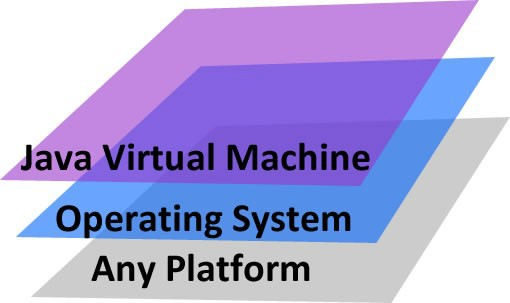 Java Virtual Machine
Operating System
Any Platform